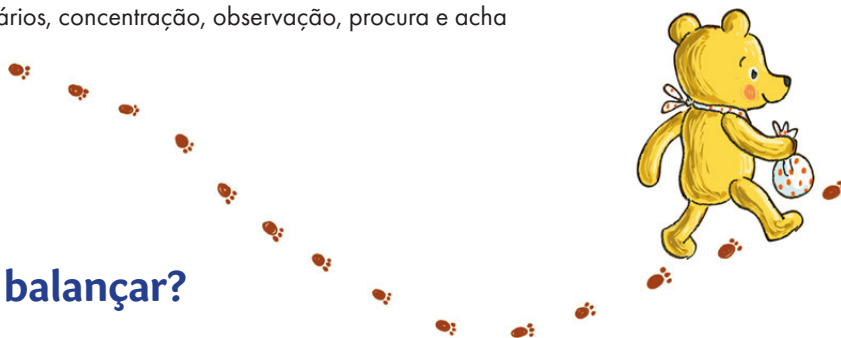 ários, concentração, observação, procura e acha
balançar?